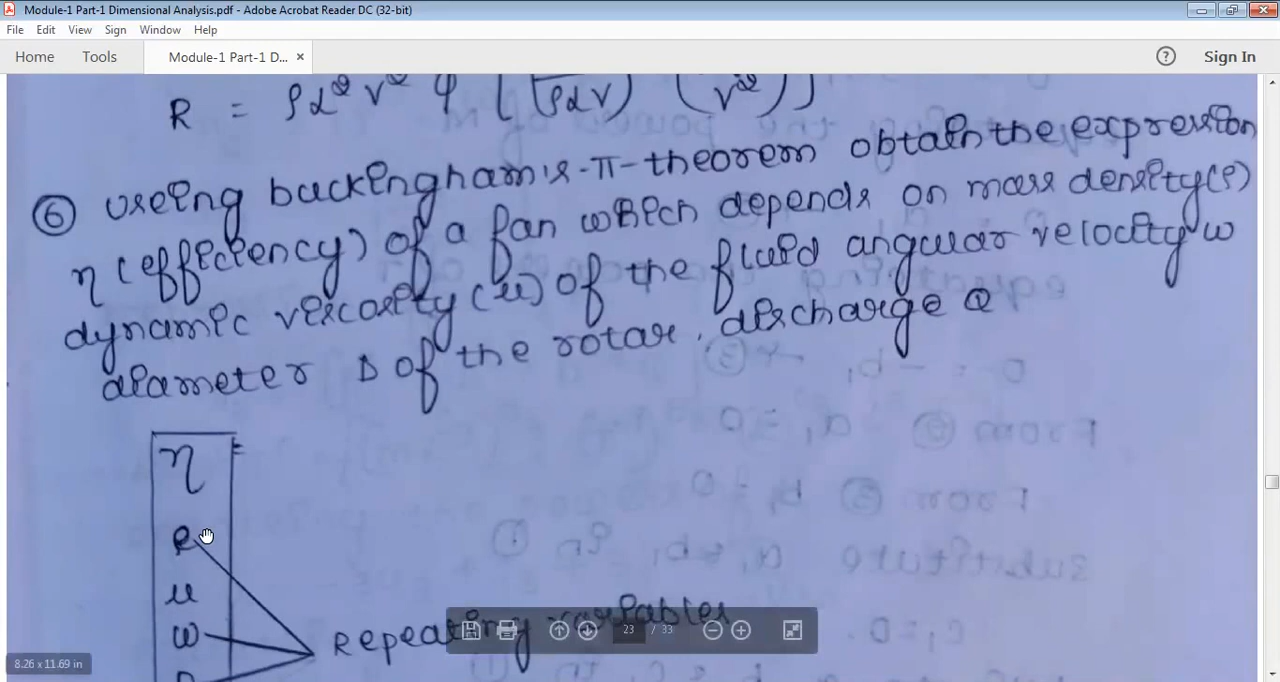 Module-1 Part-1 Dimensional Analysis.pdf - Adobe Acrobat Reader DC (32-bit)
File Edit View Sign Window Help
Home Tools Module-1 Part-1 D... × ? Sign In
R =
⑥ useing buckingham's-π-theorem obtain the expression
η (efficiency) of a fan which depends on mass density(ρ)
dynamic viscosity (μ) of the fluid angular velocity ω
diameter D of the rotar, discharge Q
η
ρ
μ
ω
Repeating variables
23 / 33
8.26 x 11.69 in